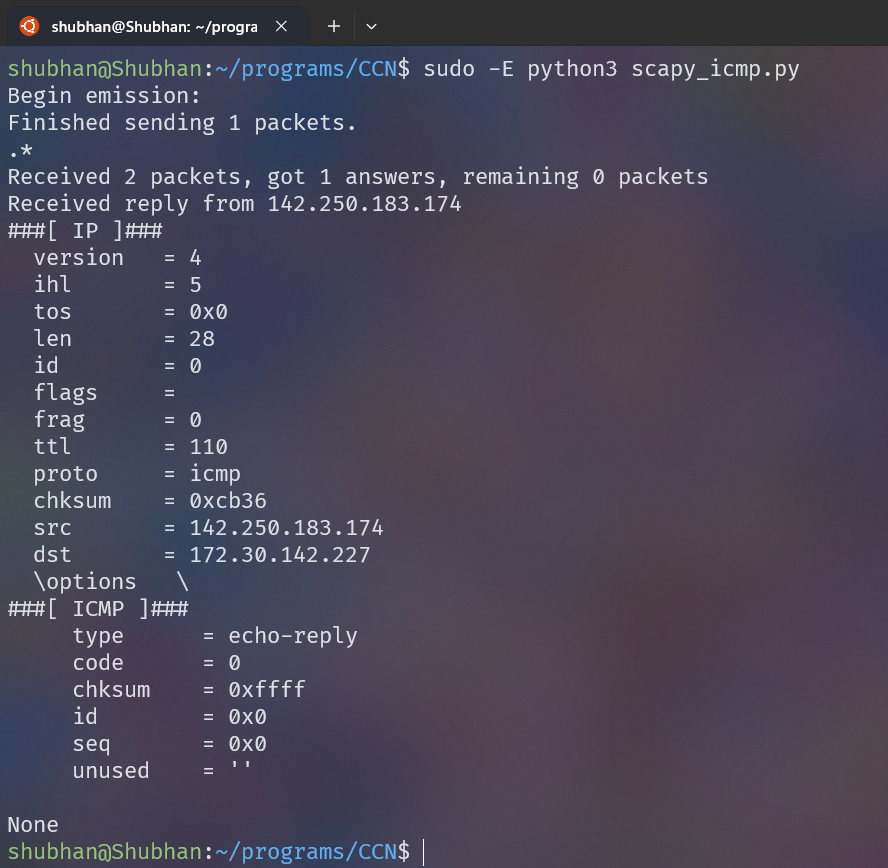 shubhan@Shubhan: ~/progra
shubhan@Shubhan:~/programs/CCN$ sudo -E python3 scapy_icmp.py
Begin emission:
Finished sending 1 packets.
.*
Received 2 packets, got 1 answers, remaining 0 packets
Received reply from 142.250.183.174
###[ IP ]###
  version   = 4
  ihl       = 5
  tos       = 0x0
  len       = 28
  id        = 0
  flags     =
  frag      = 0
  ttl       = 110
  proto     = icmp
  chksum    = 0xcb36
  src       = 142.250.183.174
  dst       = 172.30.142.227
  \options   \
###[ ICMP ]###
     type      = echo-reply
     code      = 0
     chksum    = 0xffff
     id        = 0x0
     seq       = 0x0
     unused    = ''
None
shubhan@Shubhan:~/programs/CCN$